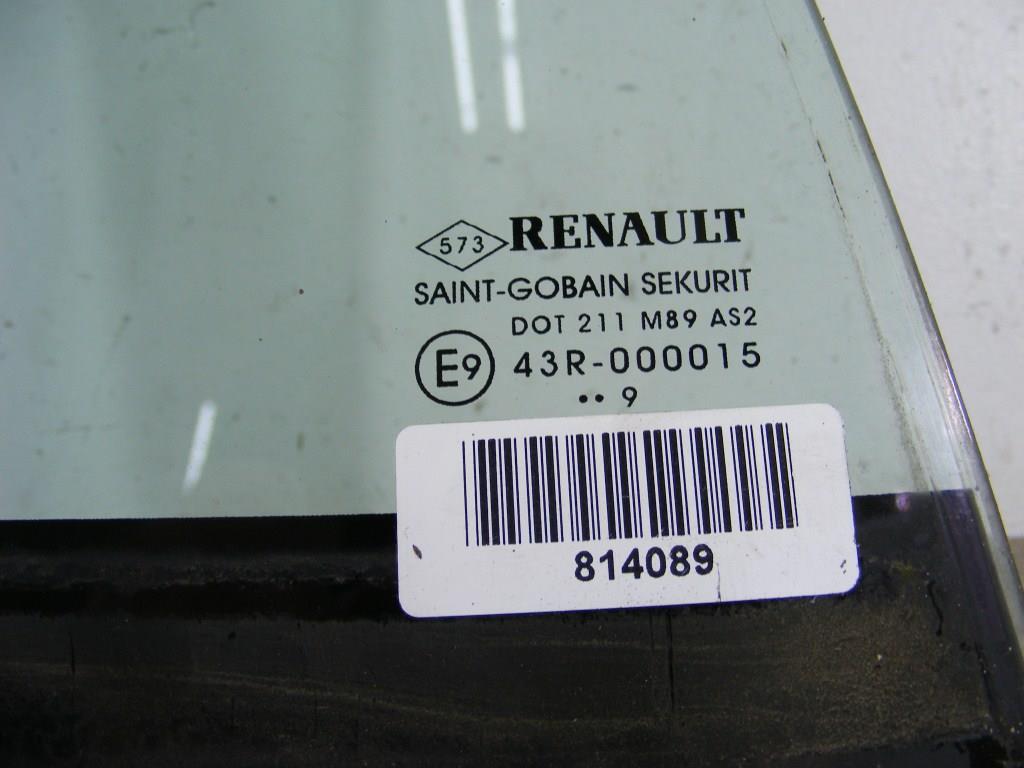 573 RENAULT
SAINT-GOBAIN SEKURIT
DOT 211 M89 AS2
E9 43R-000015
•• 9
814089